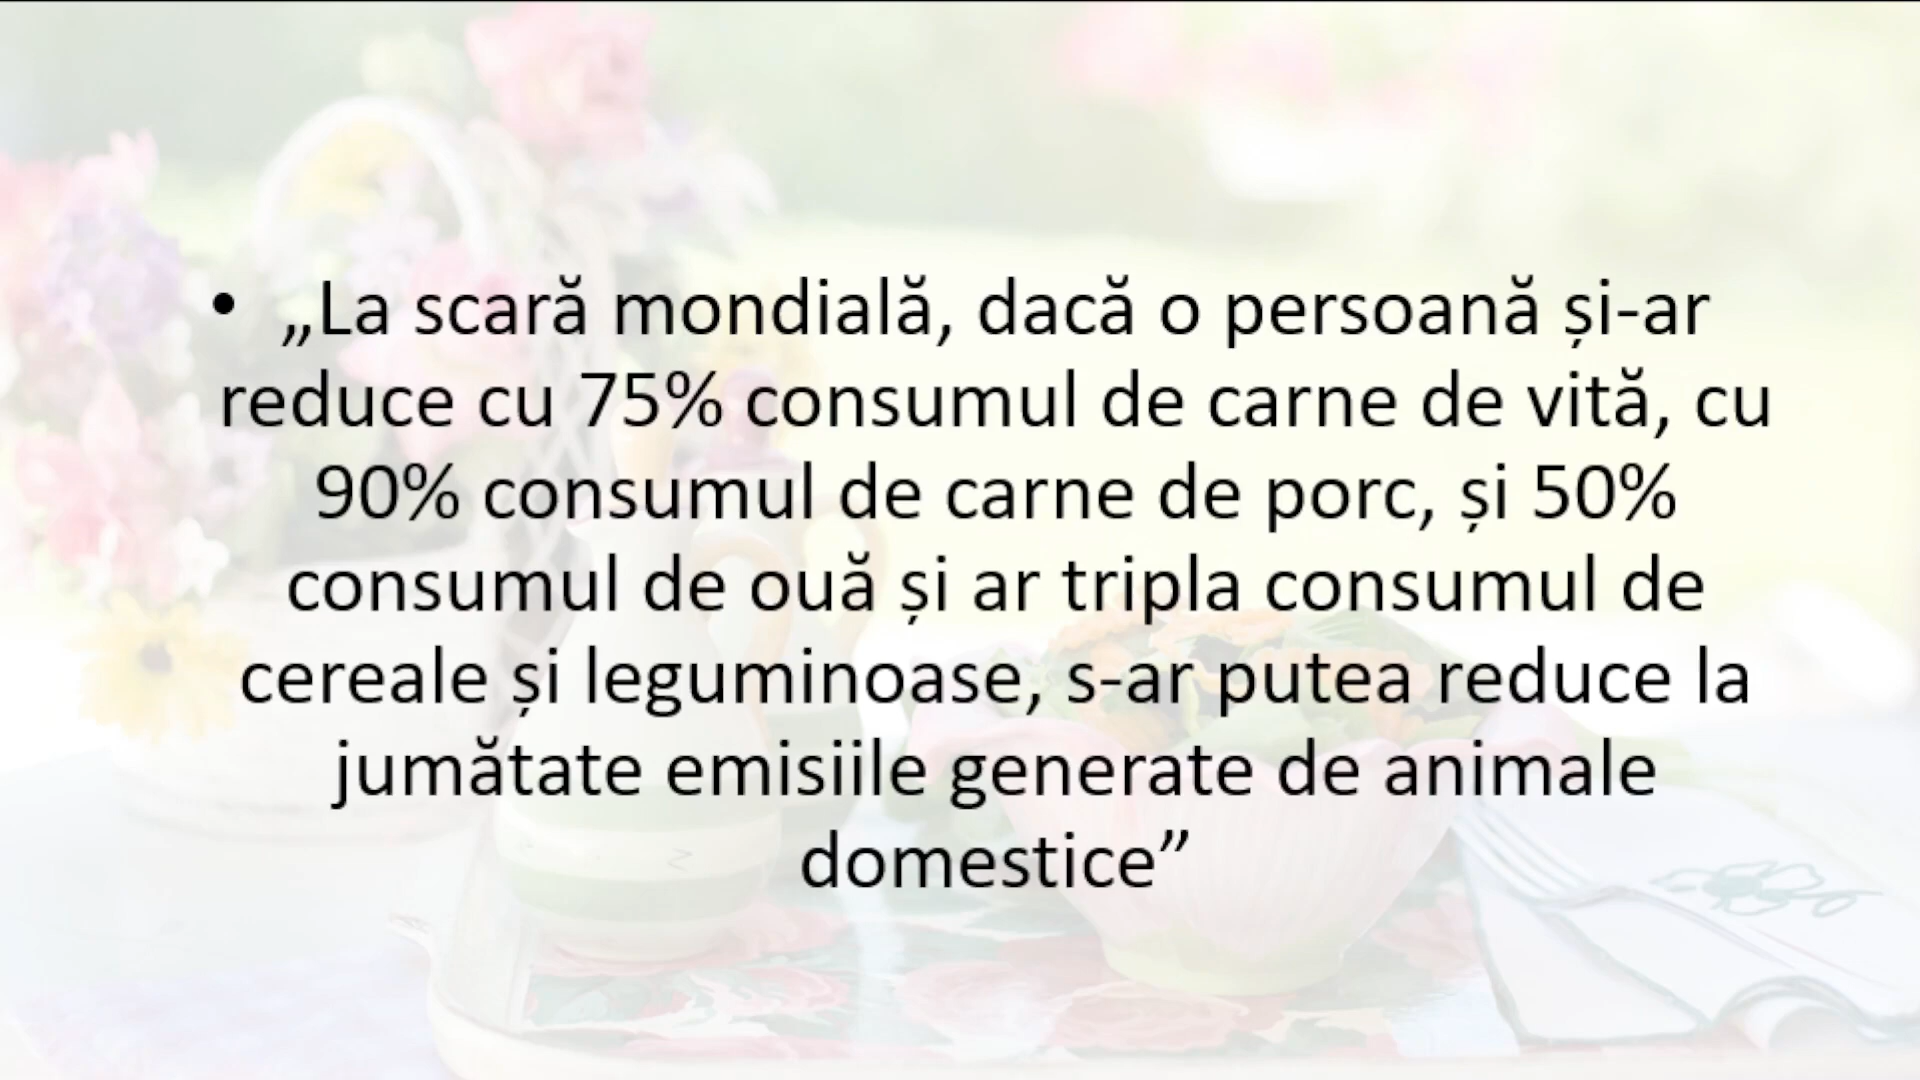 • „La scară mondială, dacă o persoană și-ar
reduce cu 75% consumul de carne de vită, cu
90% consumul de carne de porc, și 50%
consumul de ouă și ar tripla consumul de
cereale și leguminoase, s-ar putea reduce la
jumătate emisiile generate de animale
domestice”